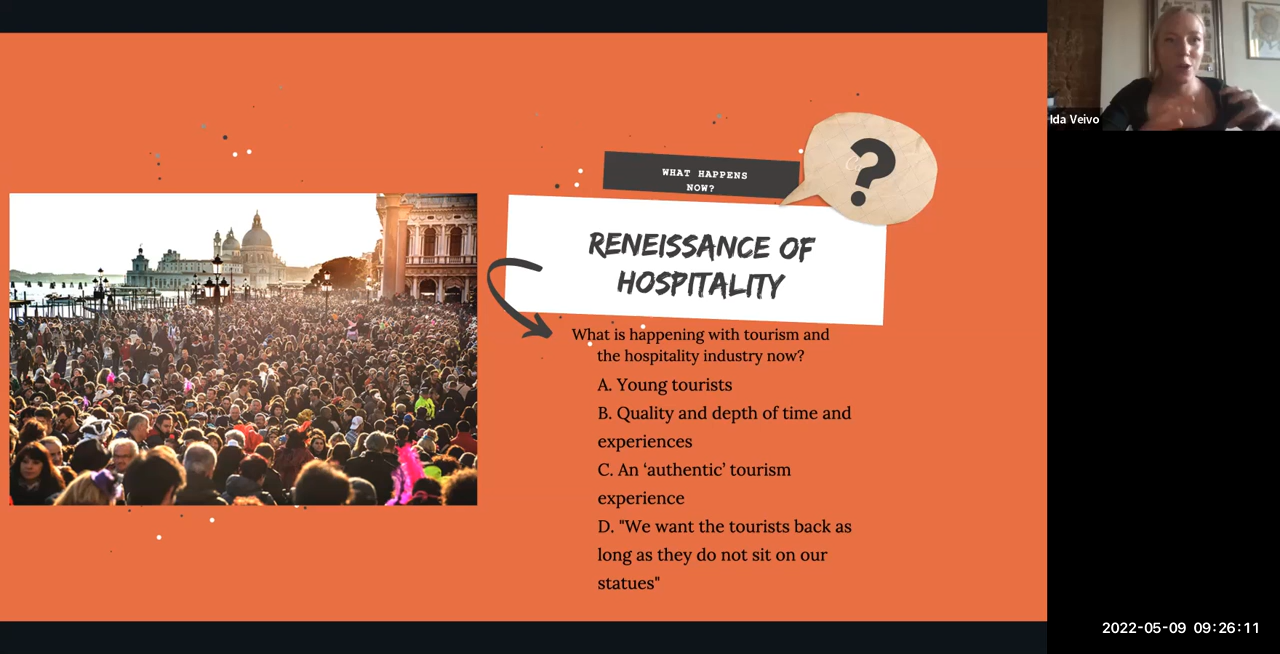 WHAT HAPPENS
NOW?
?
RENEISSANCE OF
HOSPITALITY
What is happening with tourism and
the hospitality industry now?
A. Young tourists
B. Quality and depth of time and
experiences
C. An ‘authentic’ tourism
experience
D. "We want the tourists back as
long as they do not sit on our
statues"
Ida Veivo
2022-05-09 09:26:11